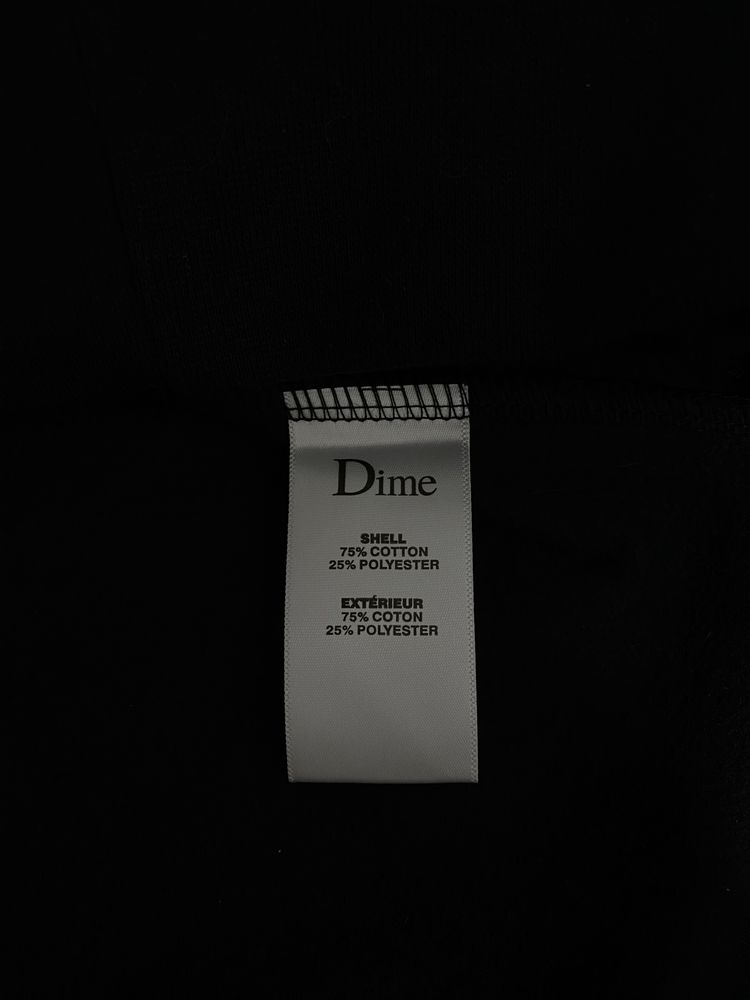 Dime
SHELL
75% COTTON
25% POLYESTER
EXTÉRIEUR
75% COTON
25% POLYESTER